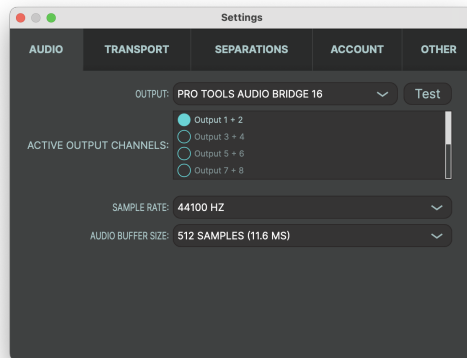 Settings
AUDIO TRANSPORT SEPARATIONS ACCOUNT OTHER
OUTPUT: PRO TOOLS AUDIO BRIDGE 16 Test
Output 1 + 2
Output 3 + 4
ACTIVE OUTPUT CHANNELS:
Output 5 + 6
Output 7 + 8
SAMPLE RATE: 44100 HZ
AUDIO BUFFER SIZE: 512 SAMPLES (11.6 MS)